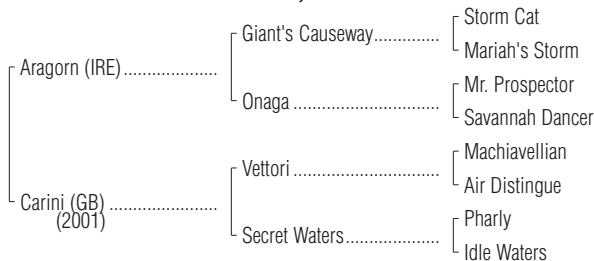 Storm Cat
Giant's Causeway..............
Mariah's Storm
Aragorn (IRE)....................
Mr. Prospector
Onaga ...............................
Savannah Dancer
Machiavellian
Vettori ...............................
Air Distingue
Carini (GB) .......................
(2001)
Pharly
Secret Waters....................
Idle Waters